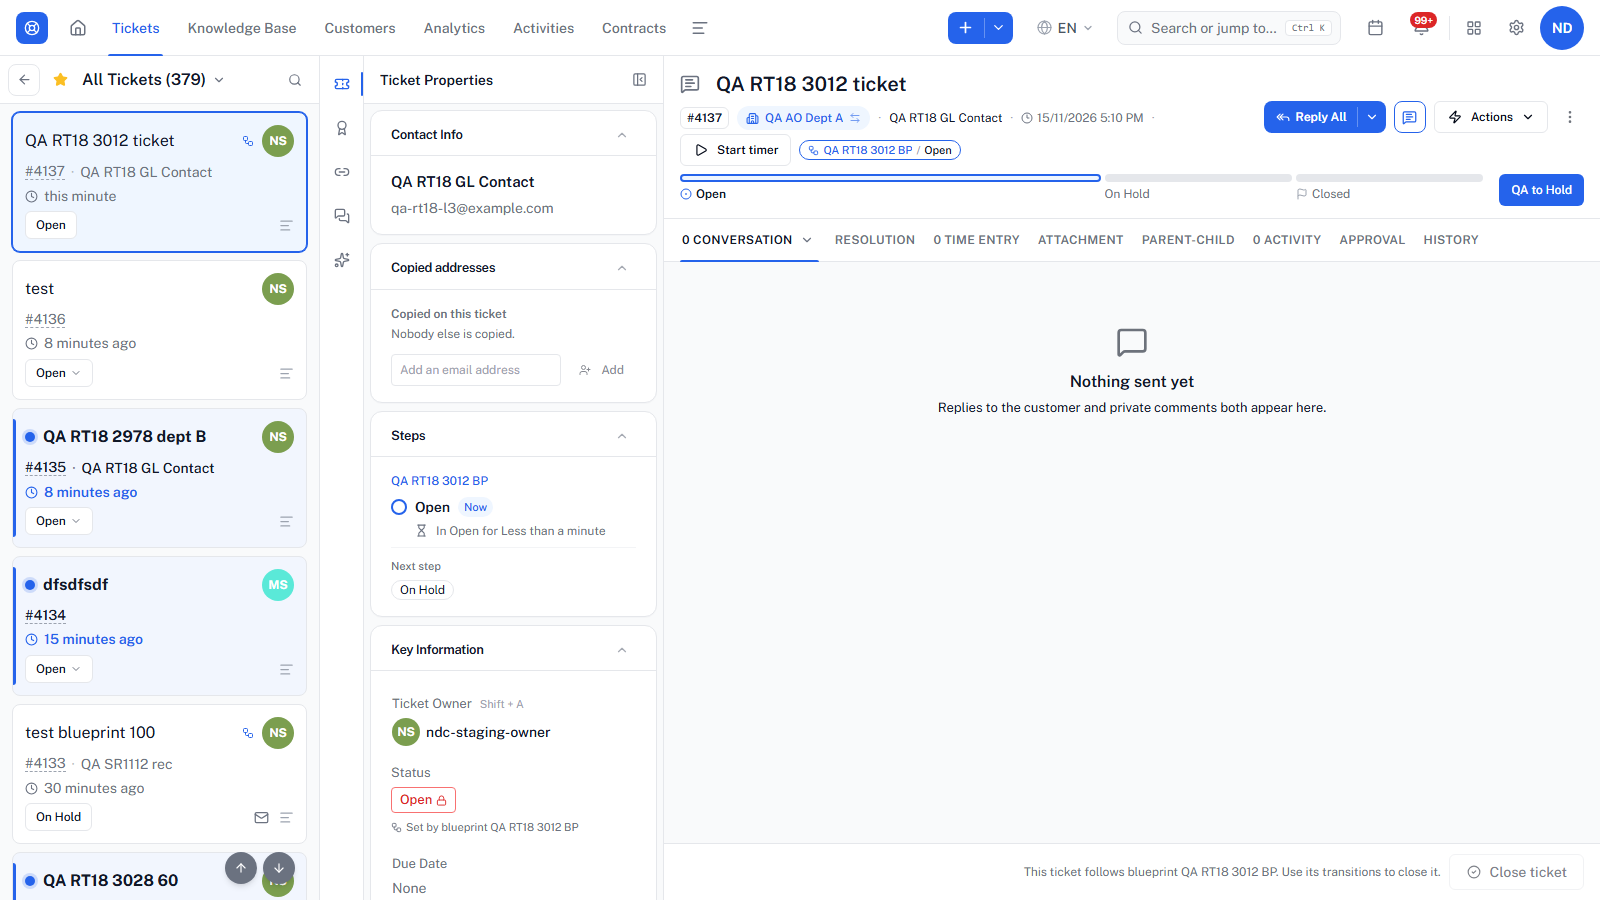 Tickets
Knowledge Base
Customers
Analytics
Activities
Contracts
EN
Search or jump to...
Ctrl K
99+
ND
All Tickets (379)
QA RT18 3012 ticket
NS
#4137 · QA RT18 GL Contact
this minute
Open
test
NS
#4136
8 minutes ago
Open
QA RT18 2978 dept B
NS
#4135 · QA RT18 GL Contact
8 minutes ago
Open
dfsdfsdf
MS
#4134
15 minutes ago
Open
test blueprint 100
NS
#4133 · QA SR1112 rec
30 minutes ago
On Hold
QA RT18 3028 60
Ticket Properties
Contact Info
QA RT18 GL Contact
qa-rt18-l3@example.com
Copied addresses
Copied on this ticket
Nobody else is copied.
Add an email address
Add
Steps
QA RT18 3012 BP
Open Now
In Open for Less than a minute
Next step
On Hold
Key Information
Ticket Owner Shift + A
NS ndc-staging-owner
Status
Open
Set by blueprint QA RT18 3012 BP
Due Date
None
QA RT18 3012 ticket
#4137 QA AO Dept A · QA RT18 GL Contact · 15/11/2026 5:10 PM ·
Start timer
QA RT18 3012 BP / Open
Reply All
Actions
Open
On Hold
Closed
QA to Hold
0 CONVERSATION
RESOLUTION
0 TIME ENTRY
ATTACHMENT
PARENT-CHILD
0 ACTIVITY
APPROVAL
HISTORY
Nothing sent yet
Replies to the customer and private comments both appear here.
This ticket follows blueprint QA RT18 3012 BP. Use its transitions to close it.
Close ticket